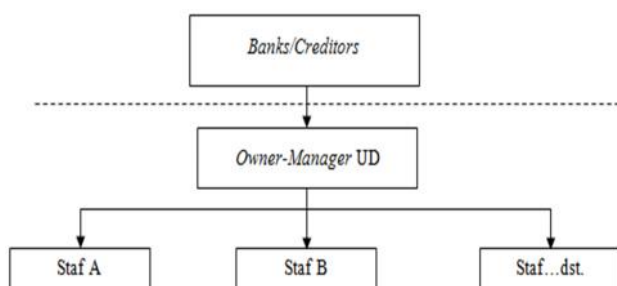 Banks/Creditors
Owner-Manager UD
Staf A
Staf B
Staf...dst.